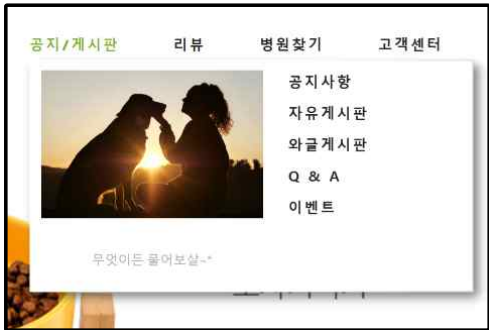 공지/게시판 리뷰 병원찾기 고객센터
공지사항
자유게시판
와글게시판
Q & A
이벤트
무엇이든 물어보살~*